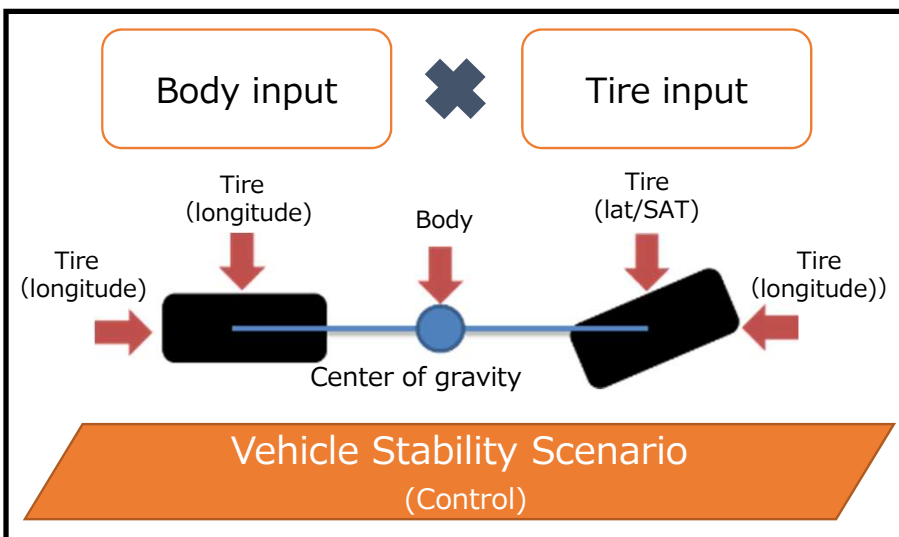 Body input
Tire input
Tire
(longitude)
Tire
(lat/SAT)
Body
Tire
(longitude)
Tire
(longitude))
Center of gravity
Vehicle Stability Scenario
(Control)